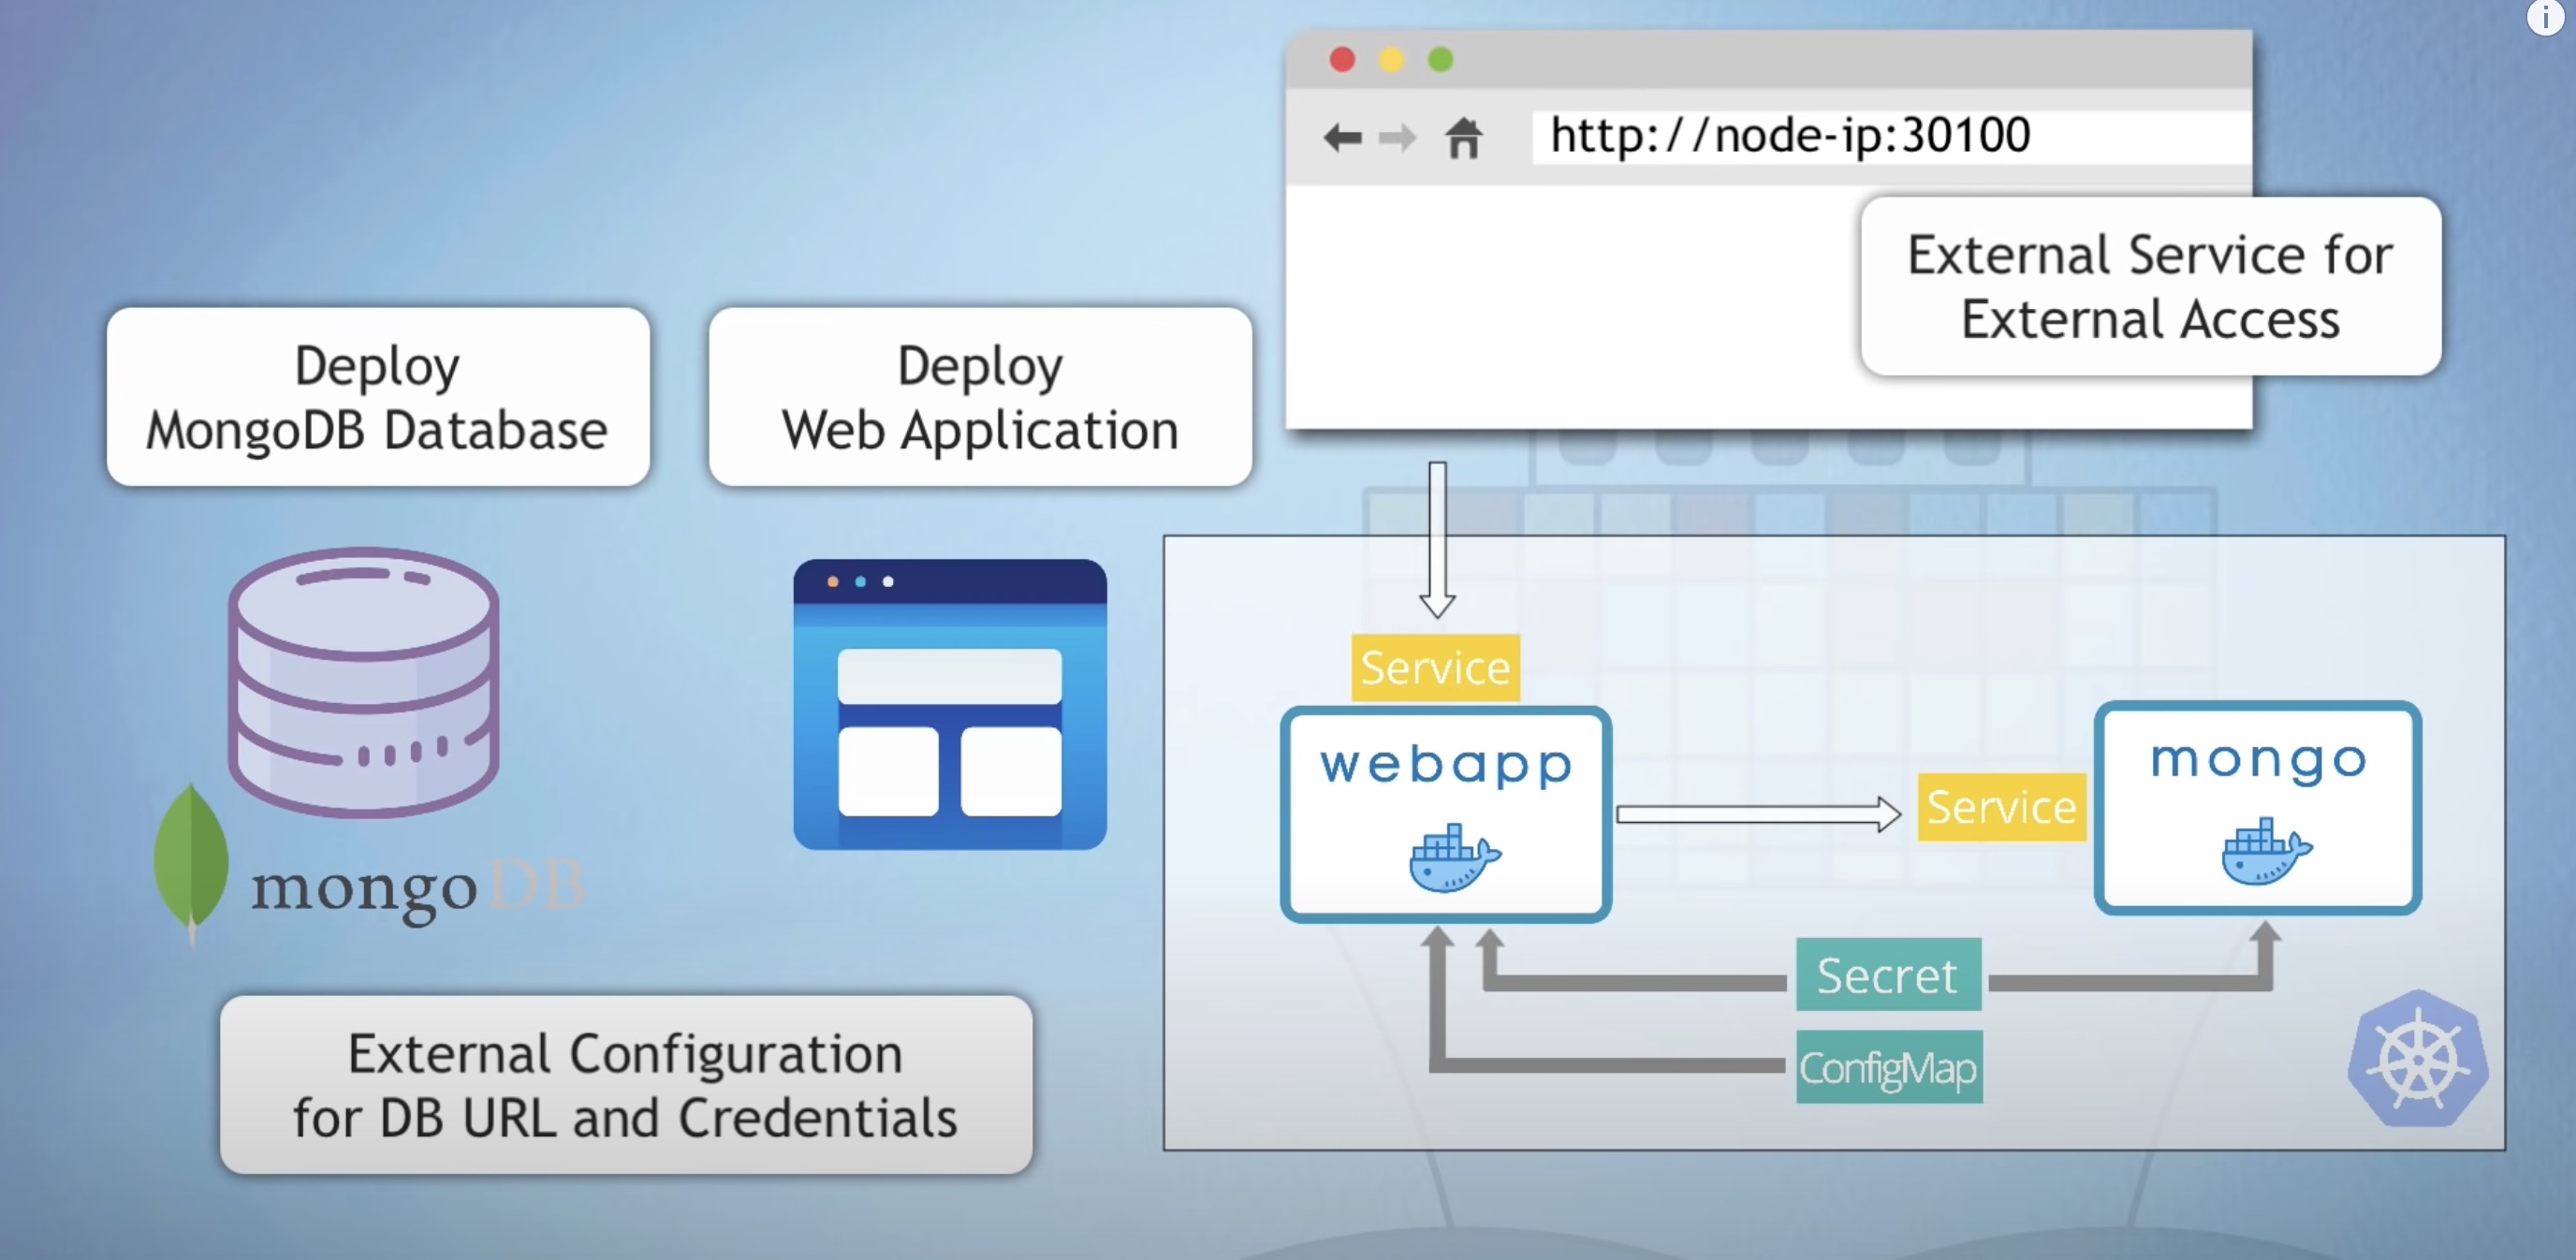 http://node-ip:30100
External Service for
External Access
Deploy
MongoDB Database
Deploy
Web Application
mongoDB
External Configuration
for DB URL and Credentials
Service
webapp
Service
mongo
Secret
ConfigMap
i